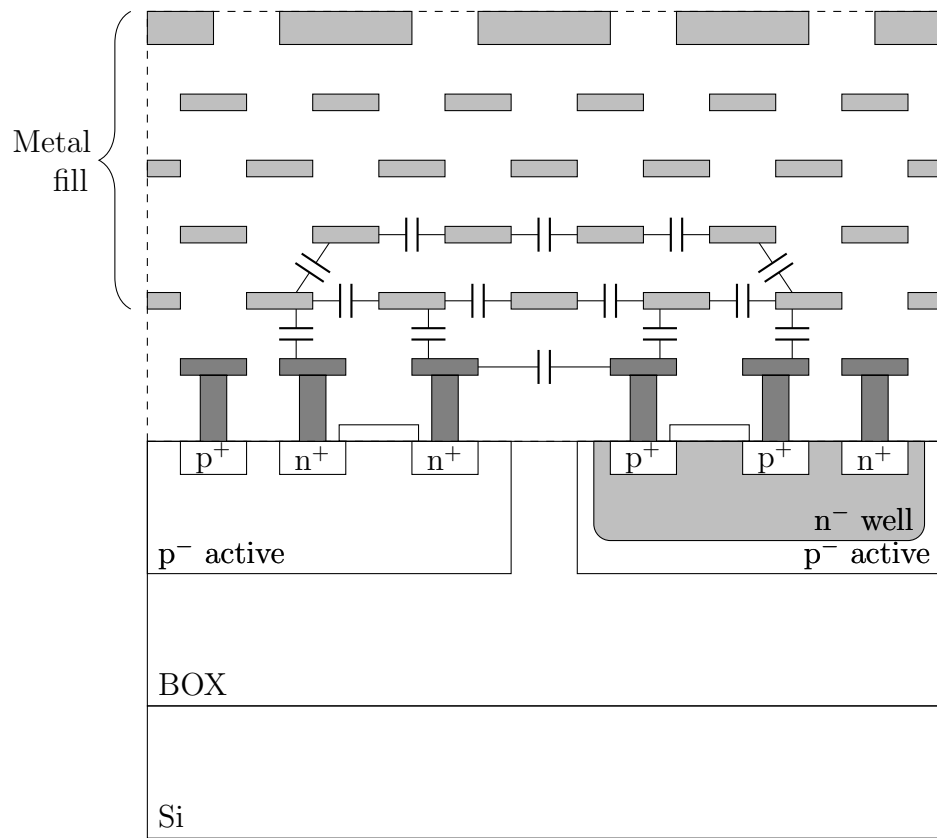 Metal
fill
p⁺ n⁺ n⁺ p⁺ p⁺ n⁺
n⁻ well
p⁻ active p⁻ active
BOX
Si